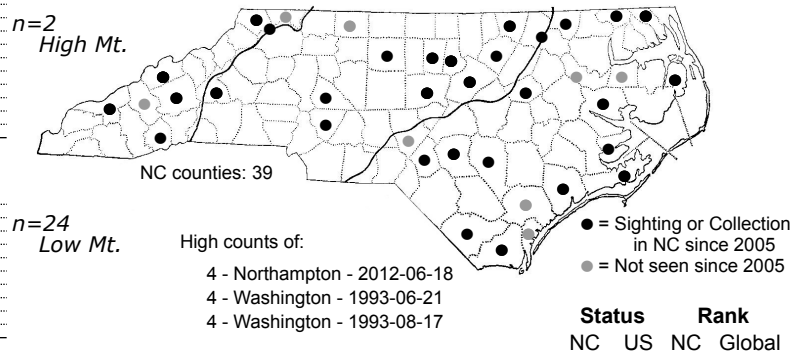 n=2
High Mt.
NC counties: 39
n=24
Low Mt.
High counts of:
4 - Northampton - 2012-06-18
4 - Washington - 1993-06-21
4 - Washington - 1993-08-17
● = Sighting or Collection
in NC since 2005
● = Not seen since 2005
Status Rank
NC US NC Global